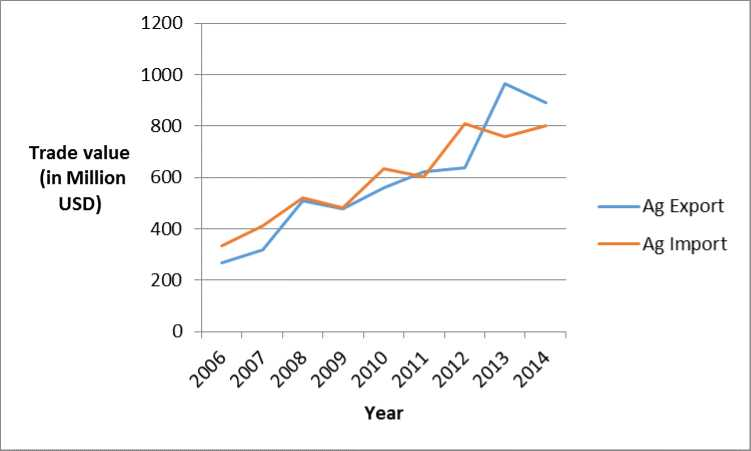 1200
1000
800
600
400
200
0
Trade value
(in Million
USD)
2006
2007
2008
2009
2010
2011
2012
2013
2014
Year
Ag Export
Ag Import